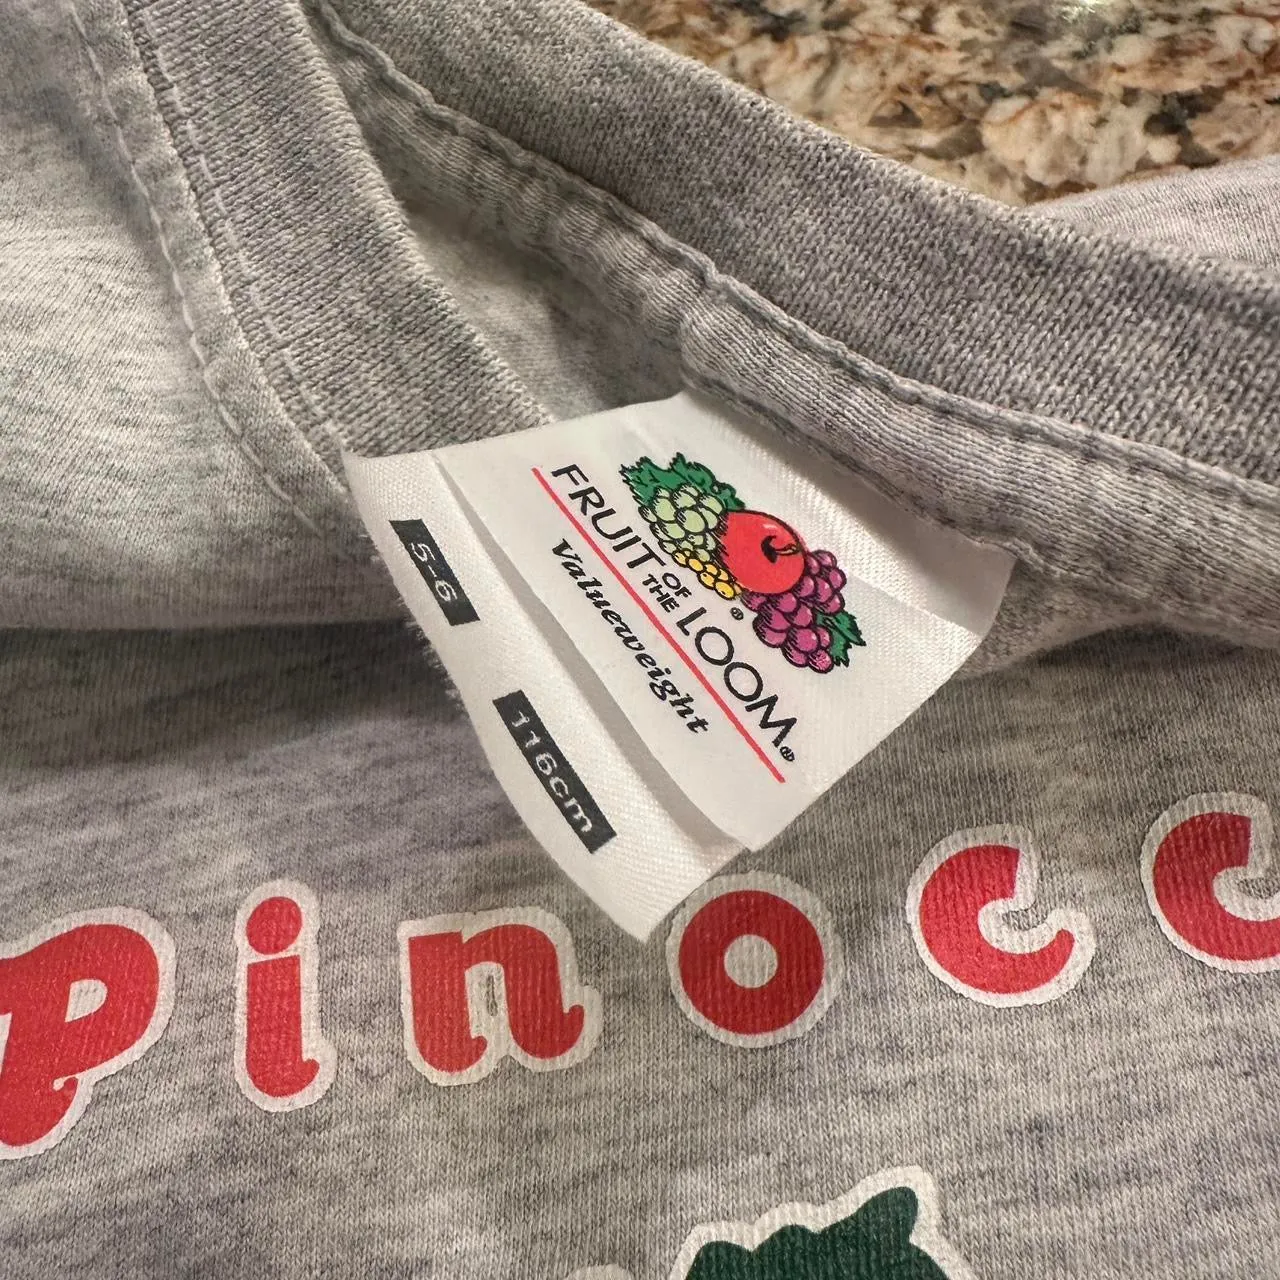 FRUIT OF THE LOOM®
Valueweight
5-6
116cm
Pinocc